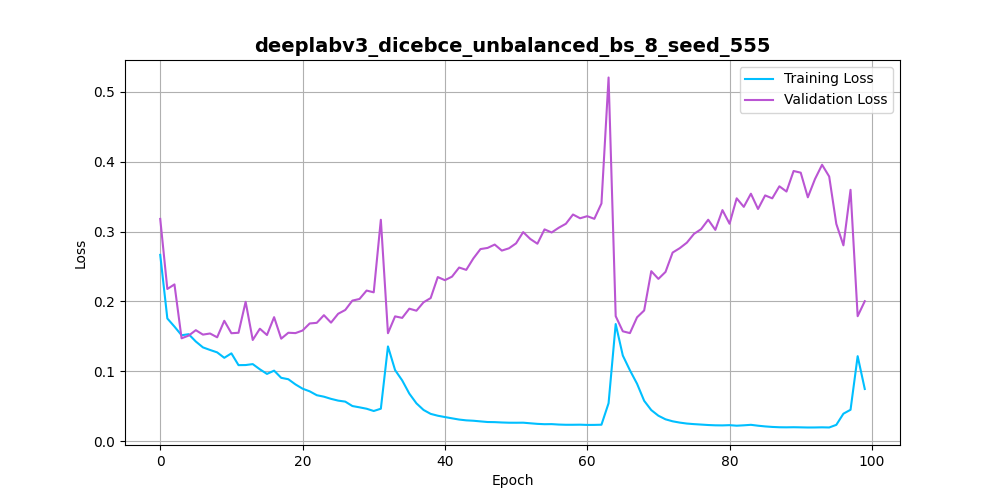 deeplabv3_dicebce_unbalanced_bs_8_seed_555
Training Loss
Validation Loss
0.5
0.4
0.3
0.2
0.1
0.0
Loss
0 20 40 60 80 100
Epoch